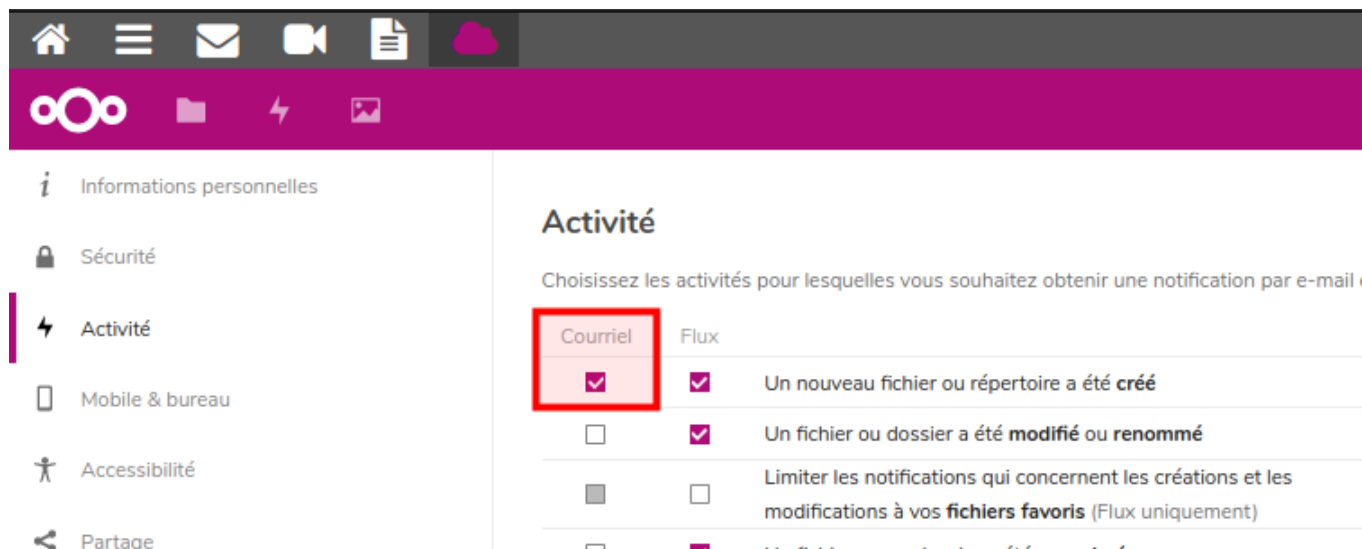 Informations personnelles
Sécurité
Activité
Mobile & bureau
Accessibilité
Partage
Activité
Choisissez les activités pour lesquelles vous souhaitez obtenir une notification par e-mail
Courriel Flux
Un nouveau fichier ou répertoire a été créé
Un fichier ou dossier a été modifié ou renommé
Limiter les notifications qui concernent les créations et les
modifications à vos fichiers favoris (Flux uniquement)